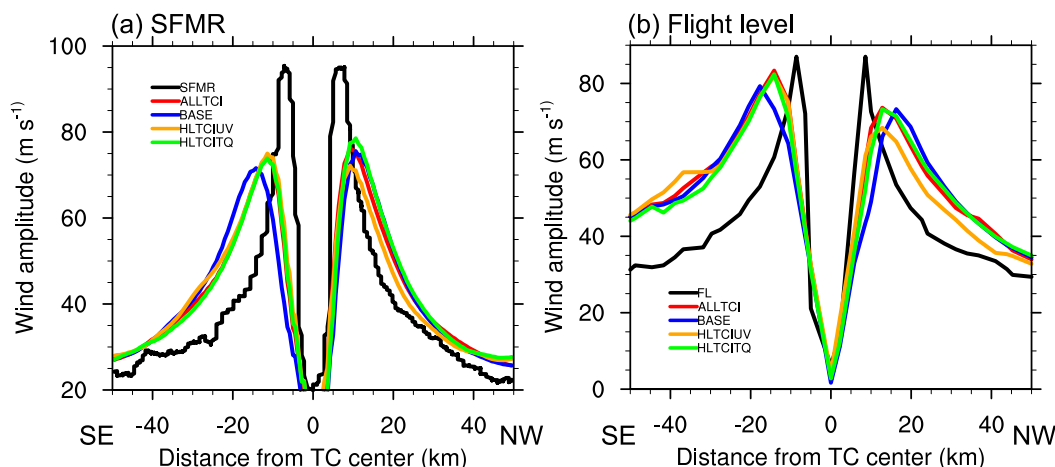 (a) SFMR
100
80
60
40
20
Wind amplitude (m s⁻¹)
SFMR
ALLTCI
BASE
HLTCIUV
HLTCITQ
-40 -20 0 20 40
SE NW
Distance from TC center (km)
(b) Flight level
80
60
40
20
0
Wind amplitude (m s⁻¹)
FL
ALLTCI
BASE
HLTCIUV
HLTCITQ
-40 -20 0 20 40
SE NW
Distance from TC center (km)